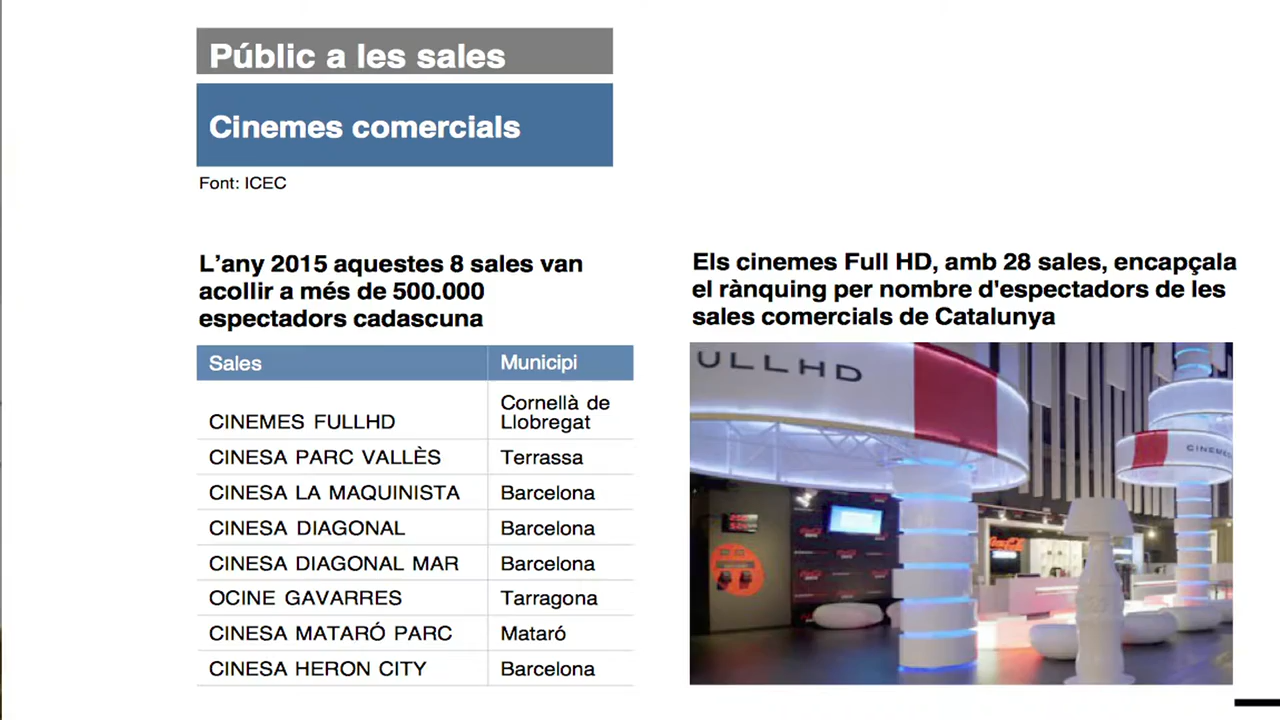 Públic a les sales
Cinemes comercials
Font: ICEC
L'any 2015 aquestes 8 sales van
acollir a més de 500.000
espectadors cadascuna
Sales Municipi
CINEMES FULLHD Cornellà de
Llobregat
CINESA PARC VALLÈS Terrassa
CINESA LA MAQUINISTA Barcelona
CINESA DIAGONAL Barcelona
CINESA DIAGONAL MAR Barcelona
OCINE GAVARRES Tarragona
CINESA MATARÓ PARC Mataró
CINESA HERON CITY Barcelona
Els cinemes Full HD, amb 28 sales, encapçala
el rànquing per nombre d'espectadors de les
sales comercials de Catalunya
FULLHD
Coca-Cola